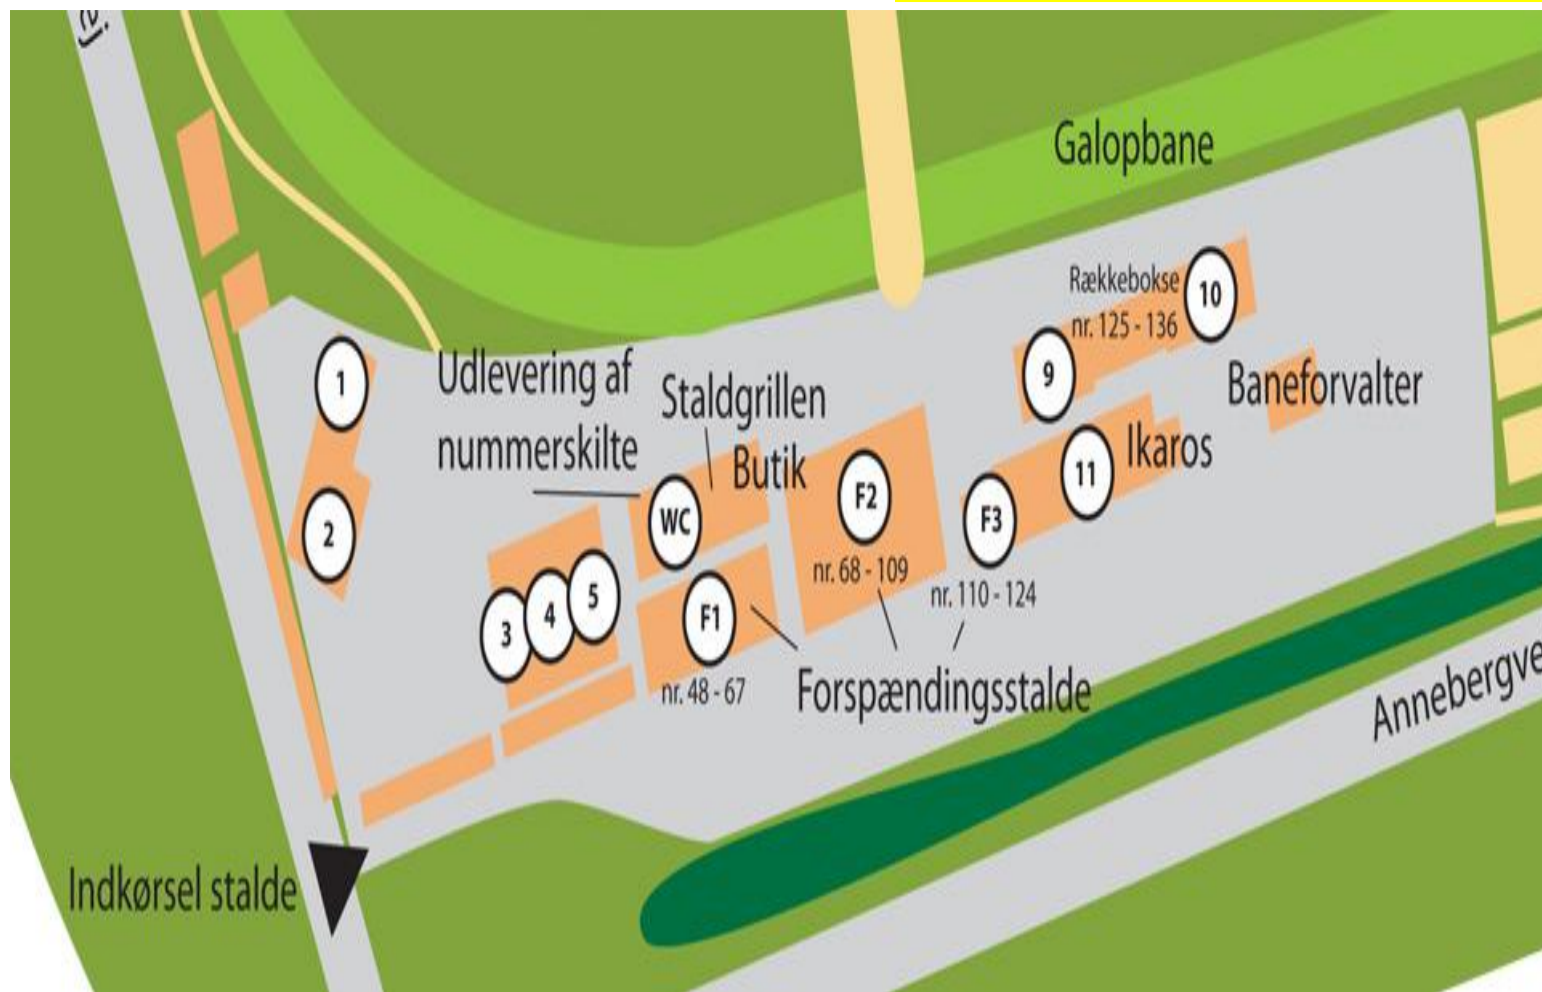 Galopbane
Rækkebokse
nr. 125 - 136
10
9
1
Udlevering af
nummerskilte
Staldgrillen
Butik
Baneforvalter
Ikaros
11
2
WC
F2
F3
nr. 68 - 109
nr. 110 - 124
3
4
5
F1
nr. 48 - 67
Forspændingsstalde
Annebergve
Indkørsel stalde